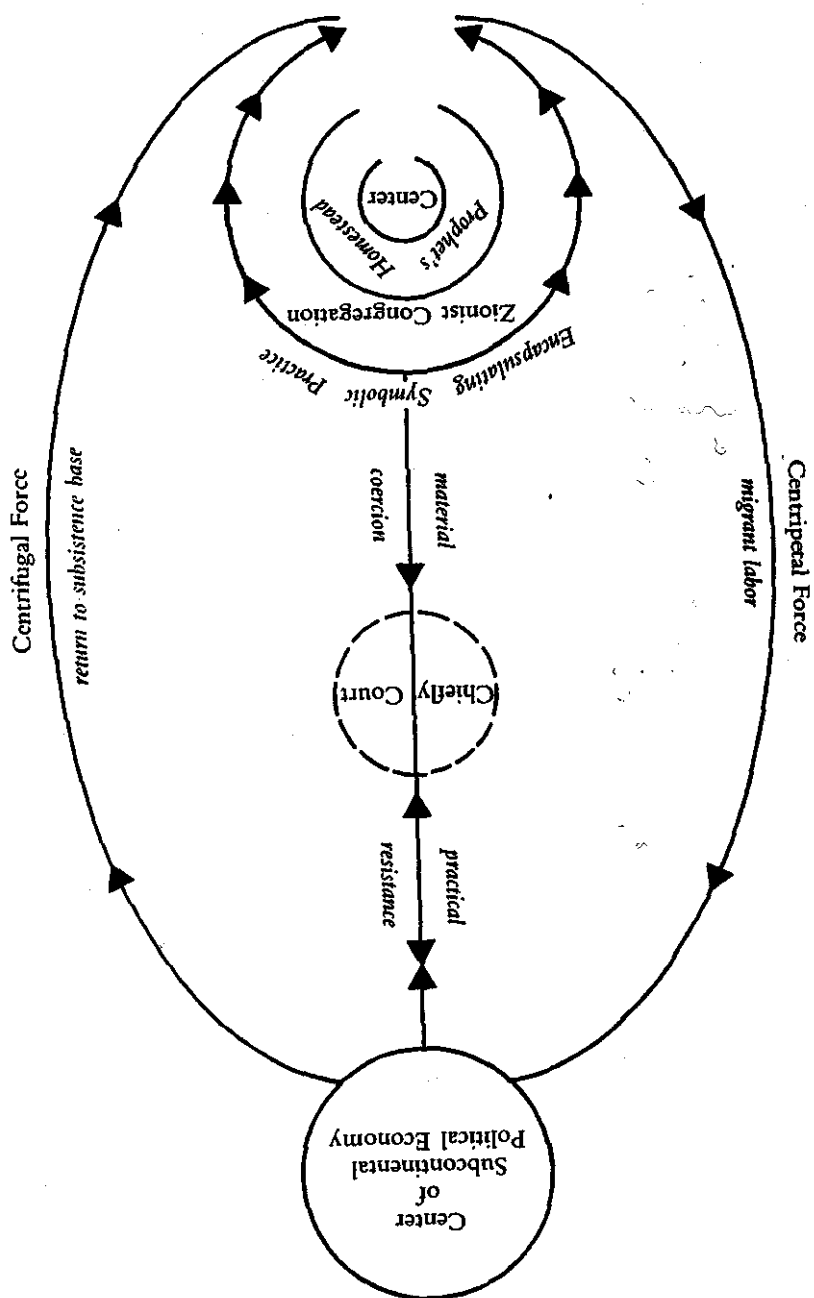 Center
of
Subcontinental
Political Economy
practical
resistance
Chiefly Court
material
coercion
Encapsulating Symbolic Practice
Zionist Congregation
Prophet's Homestead
Center
Centripetal Force
migrant labor
Centrifugal Force
return to subsistence base